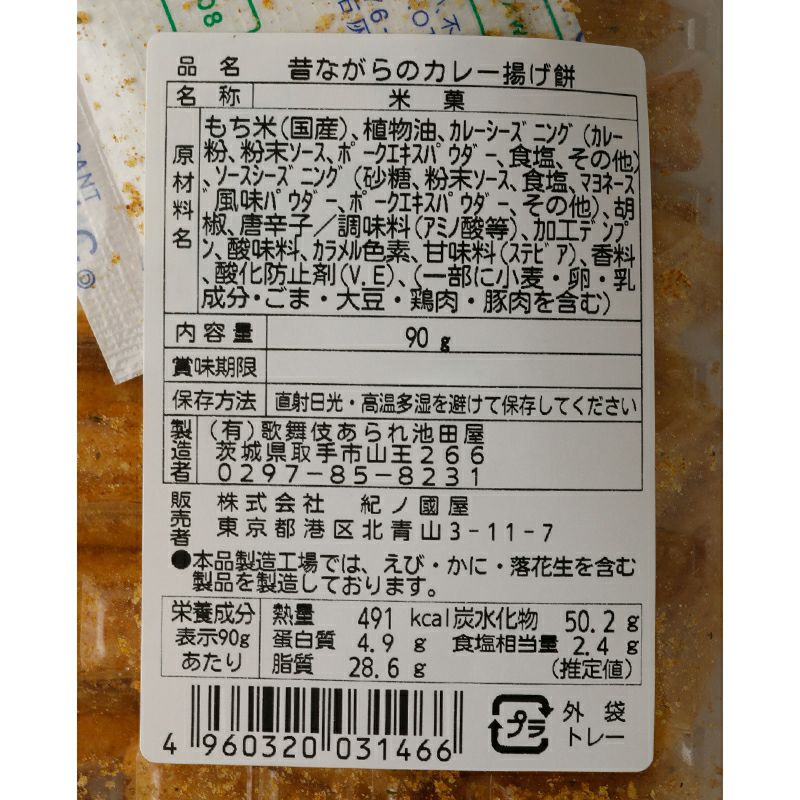 品名 昔ながらのカレー揚げ餅
名称 米菓
原材料名
もち米(国産)、植物油、カレーシーズニング(カレー
粉、粉末ソース、ポークエキスパウダー、食塩、その他)
、ソースシーズニング(砂糖、粉末ソース、食塩、マヨネーズ
風味パウダー、ポークエキスパウダー、その他)、胡
椒、唐辛子/調味料(アミノ酸等)、加工デンプ
ン、酸味料、カラメル色素、甘味料(ステビア)、香料
、酸化防止剤(V.E)、(一部に小麦・卵・乳
成分・ごま・大豆・鶏肉・豚肉を含む)
内容量 90g
賞味期限
保存方法 直射日光・高温多湿を避けて保存してください
製造者
(有)歌舞伎あられ池田屋
茨城県取手市山王266
0297-85-8231
販売者
株式会社 紀ノ國屋
東京都港区北青山3-11-7
●本品製造工場では、えび・かに・落花生を含む
製品を製造しております。
栄養成分
表示90g
あたり
熱量 491 kcal 炭水化物 50.2g
蛋白質 4.9g 食塩相当量 2.4g
脂質 28.6g (推定値)
4 960320 031466
プラ
外袋
トレー